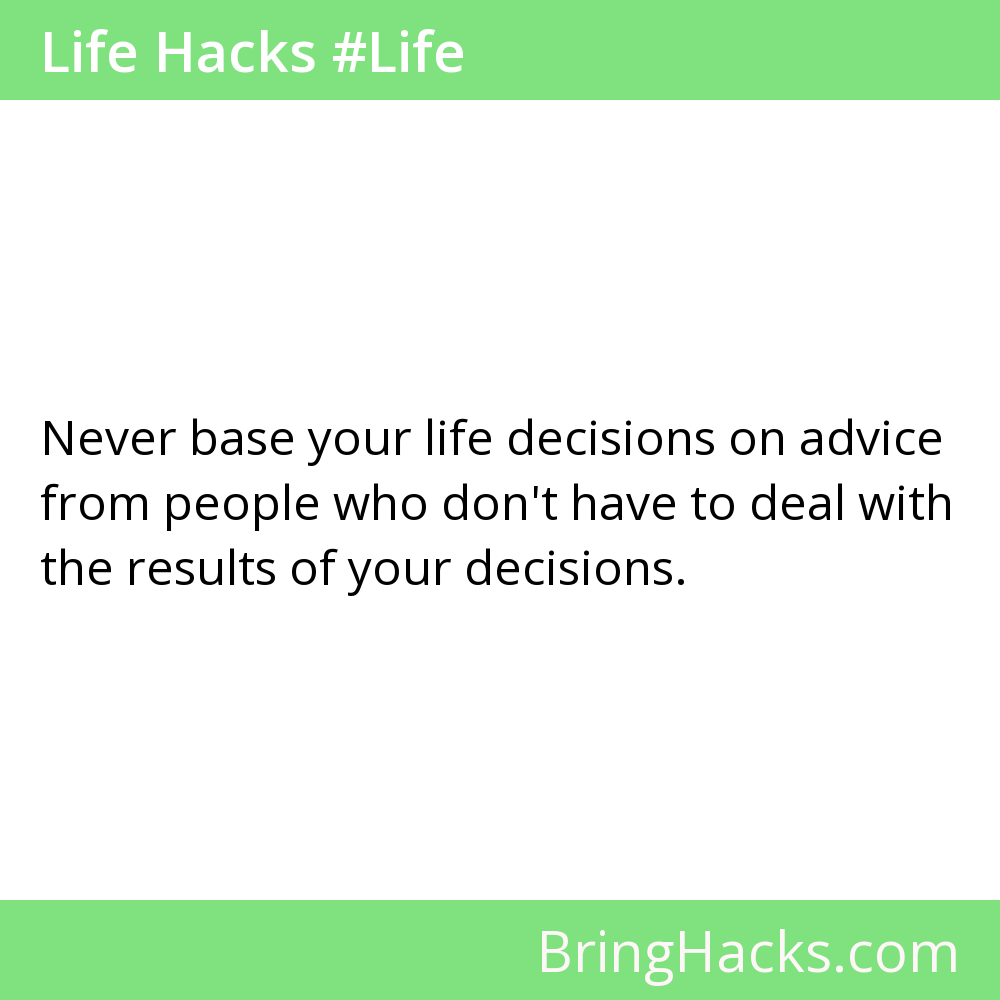 Life Hacks #Life
Never base your life decisions on advice
from people who don't have to deal with
the results of your decisions.
BringHacks.com